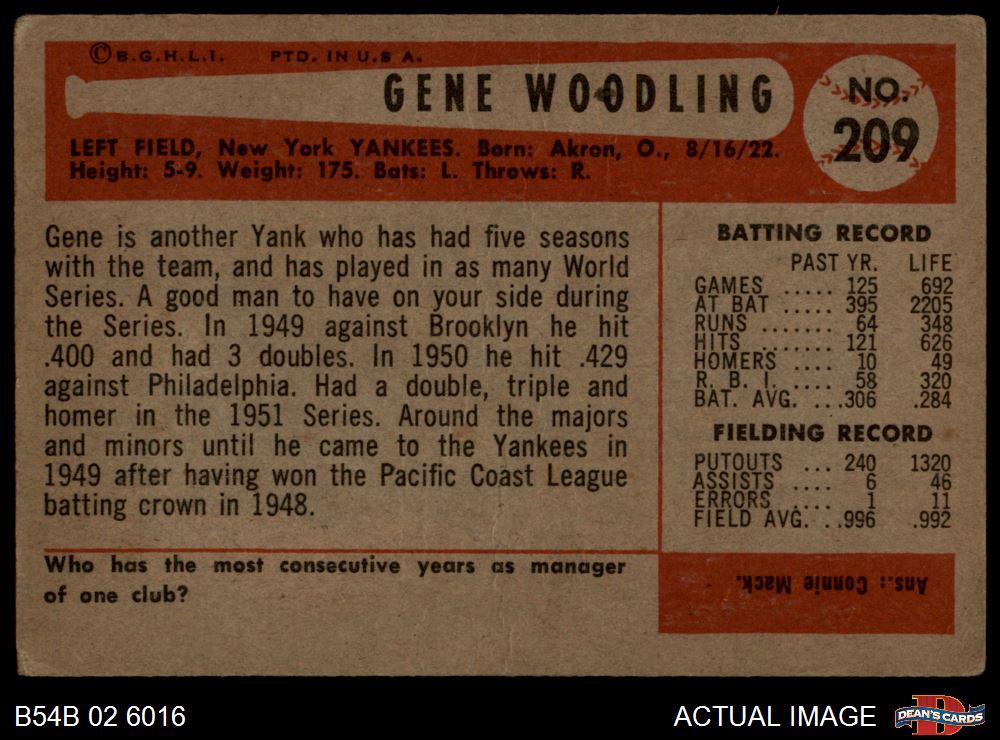 ©B.G.H.L.I. PTD. IN U.S A.
GENE WOODLING
NO.
209
LEFT FIELD, New York YANKEES. Born: Akron, O., 8/16/22.
Height: 5-9. Weight: 175. Bats: L. Throws: R.
Gene is another Yank who has had five seasons
with the team, and has played in as many World
Series. A good man to have on your side during
the Series. In 1949 against Brooklyn he hit
.400 and had 3 doubles. In 1950 he hit .429
against Philadelphia. Had a double, triple and
homer in the 1951 Series. Around the majors
and minors until he came to the Yankees in
1949 after having won the Pacific Coast League
batting crown in 1948.
Who has the most consecutive years as manager
of one club?
BATTING RECORD
PAST YR. LIFE
GAMES ..... 125 692
AT BAT ..... 395 2205
RUNS ....... 64 348
HITS ....... 121 626
HOMERS .... 10 49
R. B. I. .... 58 320
BAT. AVG. ...306 .284
FIELDING RECORD
PUTOUTS ... 240 1320
ASSISTS .... 6 46
ERRORS .... 1 11
FIELD AVG. ..996 .992
Ans.: Connie Mack.
B54B 02 6016
ACTUAL IMAGE
DEAN'S CARDS